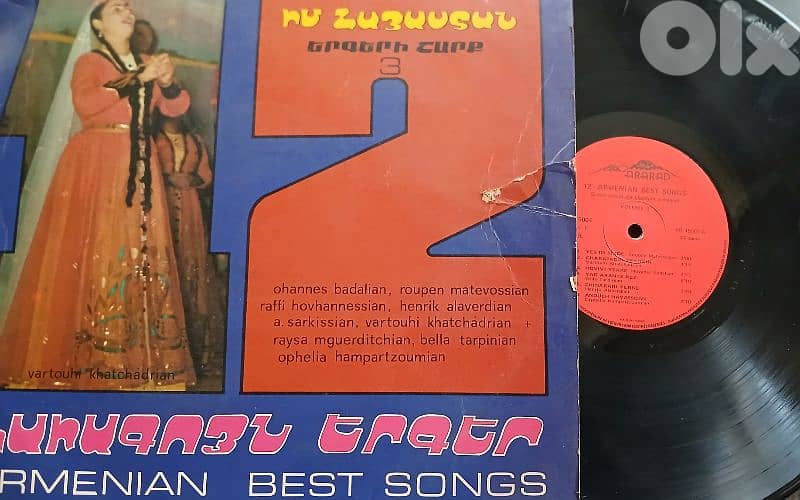 olx
ԻՄ ՀԱՅԱՍՏԱՆ
ԵՐԳԵՐԻ ՇԱՐՔ
3
12
ohannes badalian, roupen matevossian
raffi hovhannessian, henrik alaverdian
a. sarkissian, vartouhi khatchadrian +
raysa mguerditchian, bella tarpinian
ophelia hampartzoumian
vartouhi khatchadrian
ԼԱՒԱԳՈՅՆ ԵՐԳԵՐ
ARMENIAN BEST SONGS
ARARAD
12 ARMENIAN BEST SONGS